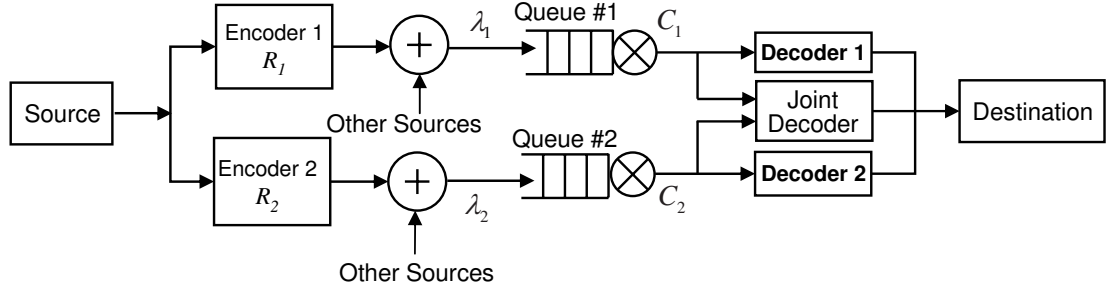 Source
Encoder 1
R₁
Other Sources
λ₁
Queue #1
C₁
Decoder 1
Joint
Decoder
Destination
Encoder 2
R₂
Other Sources
λ₂
Queue #2
C₂
Decoder 2